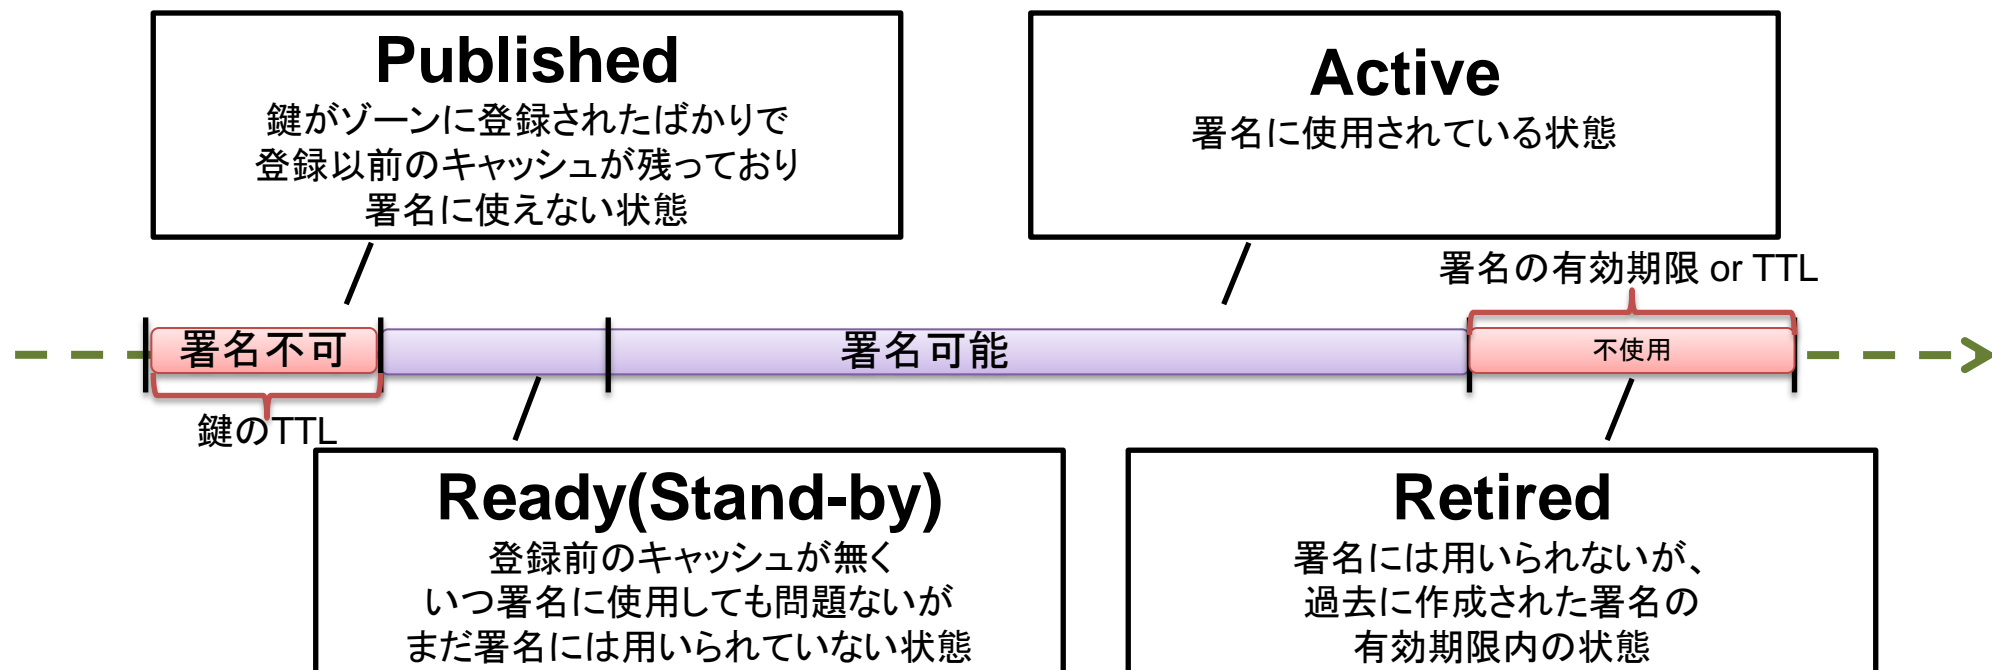 Published
鍵がゾーンに登録されたばかりで
登録以前のキャッシュが残っており
署名に使えない状態
Active
署名に使用されている状態
署名の有効期限 or TTL
署名不可
署名可能
不使用
鍵のTTL
Ready(Stand-by)
登録前のキャッシュが無く
いつ署名に使用しても問題ないが
まだ署名には用いられていない状態
Retired
署名には用いられないが、
過去に作成された署名の
有効期限内の状態